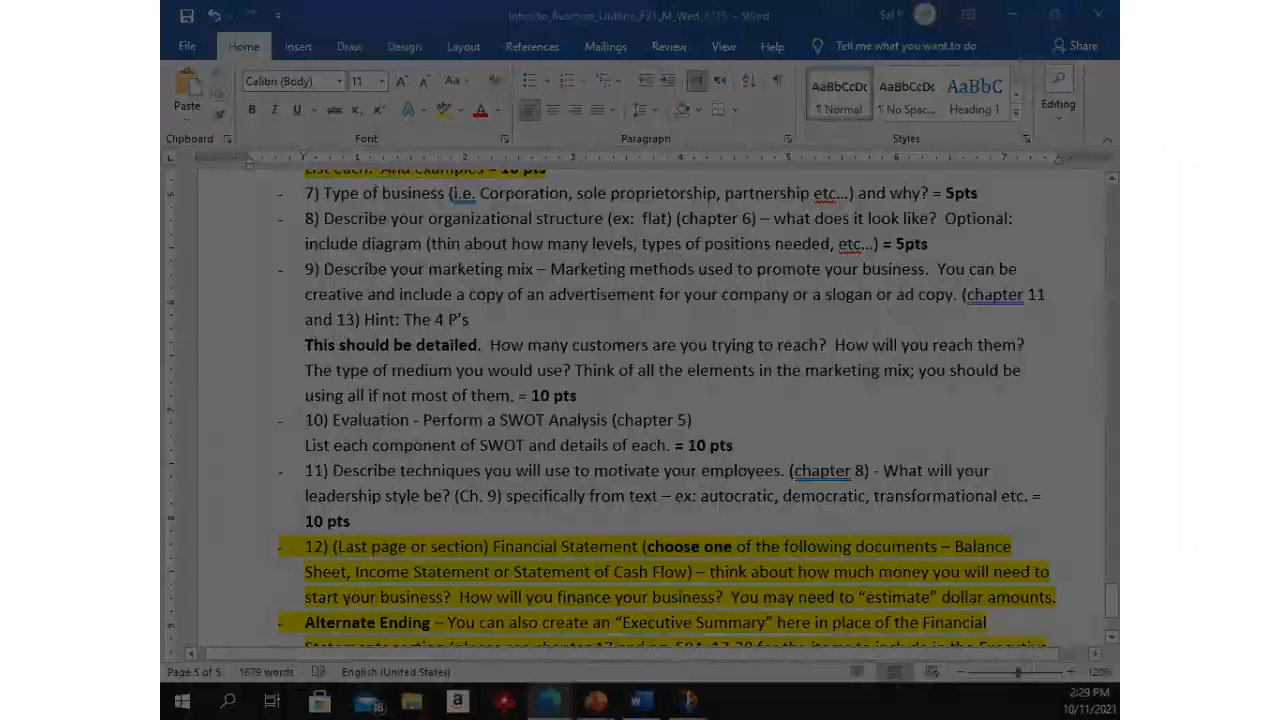 Intro_to_Business_Outline_F21_M_Wed_1115 - Word
Sal P
File Home Insert Draw Design Layout References Mailings Review View Help Tell me what you want to do Share
Paste
Calibri (Body) 11
AaBbCcDc AaBbCcDc AaBbC
¶ Normal ¶ No Spac... Heading 1
Editing
Clipboard Font Paragraph Styles
List each. And examples = 10 pts
- 7) Type of business (i.e. Corporation, sole proprietorship, partnership etc...) and why? = 5pts
- 8) Describe your organizational structure (ex: flat) (chapter 6) – what does it look like? Optional:
include diagram (thin about how many levels, types of positions needed, etc...) = 5pts
- 9) Describe your marketing mix – Marketing methods used to promote your business. You can be
creative and include a copy of an advertisement for your company or a slogan or ad copy. (chapter 11
and 13) Hint: The 4 P's
This should be detailed. How many customers are you trying to reach? How will you reach them?
The type of medium you would use? Think of all the elements in the marketing mix; you should be
using all if not most of them. = 10 pts
- 10) Evaluation - Perform a SWOT Analysis (chapter 5)
List each component of SWOT and details of each. = 10 pts
- 11) Describe techniques you will use to motivate your employees. (chapter 8) - What will your
leadership style be? (Ch. 9) specifically from text – ex: autocratic, democratic, transformational etc. =
10 pts
- 12) (Last page or section) Financial Statement (choose one of the following documents – Balance
Sheet, Income Statement or Statement of Cash Flow) – think about how much money you will need to
start your business? How will you finance your business? You may need to “estimate” dollar amounts.
- Alternate Ending – You can also create an “Executive Summary” here in place of the Financial
Page 5 of 5 1679 words English (United States) 120%
2:29 PM
10/11/2021